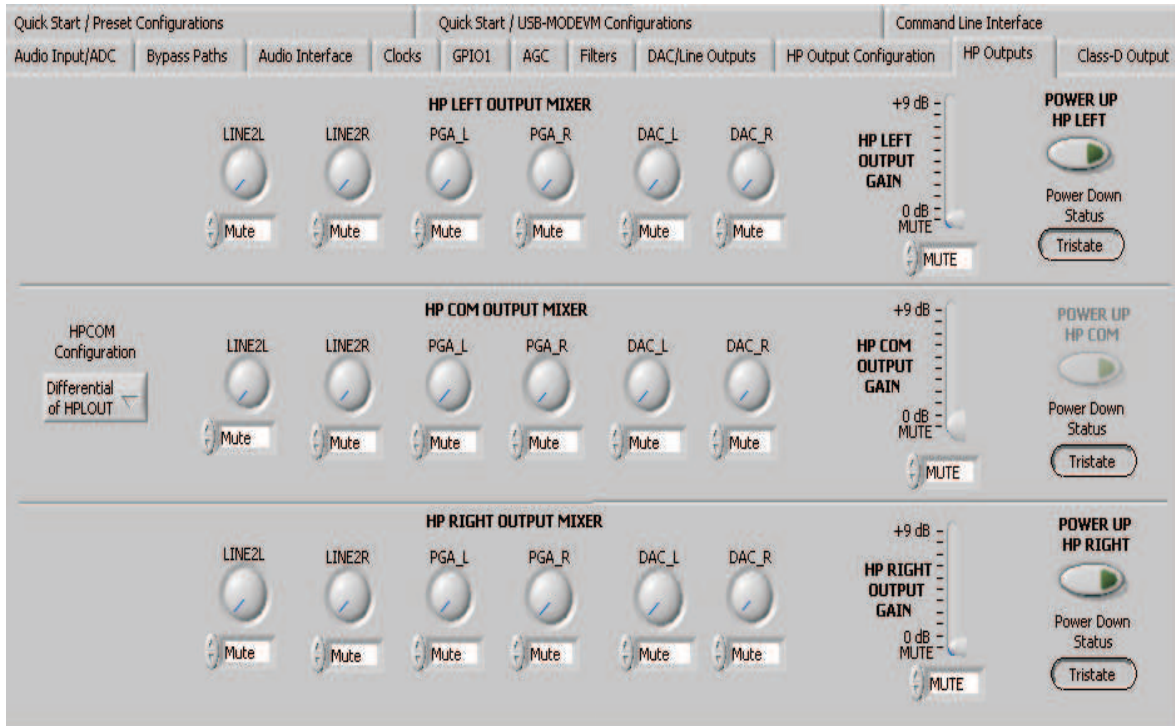 Quick Start / Preset Configurations
Quick Start / USB-MODEVM Configurations
Command Line Interface
Audio Input/ADC
Bypass Paths
Audio Interface
Clocks
GPIO1
AGC
Filters
DAC/Line Outputs
HP Output Configuration
HP Outputs
Class-D Output
HP LEFT OUTPUT MIXER
LINE2L
LINE2R
PGA_L
PGA_R
DAC_L
DAC_R
Mute
Mute
Mute
Mute
Mute
Mute
+9 dB
HP LEFT
OUTPUT
GAIN
0 dB
MUTE
MUTE
POWER UP
HP LEFT
Power Down
Status
Tristate
HPCOM
Configuration
Differential
of HPLOUT
HP COM OUTPUT MIXER
LINE2L
LINE2R
PGA_L
PGA_R
DAC_L
DAC_R
Mute
Mute
Mute
Mute
Mute
Mute
+9 dB
HP COM
OUTPUT
GAIN
0 dB
MUTE
MUTE
POWER UP
HP COM
Power Down
Status
Tristate
HP RIGHT OUTPUT MIXER
LINE2L
LINE2R
PGA_L
PGA_R
DAC_L
DAC_R
Mute
Mute
Mute
Mute
Mute
Mute
+9 dB
HP RIGHT
OUTPUT
GAIN
0 dB
MUTE
MUTE
POWER UP
HP RIGHT
Power Down
Status
Tristate